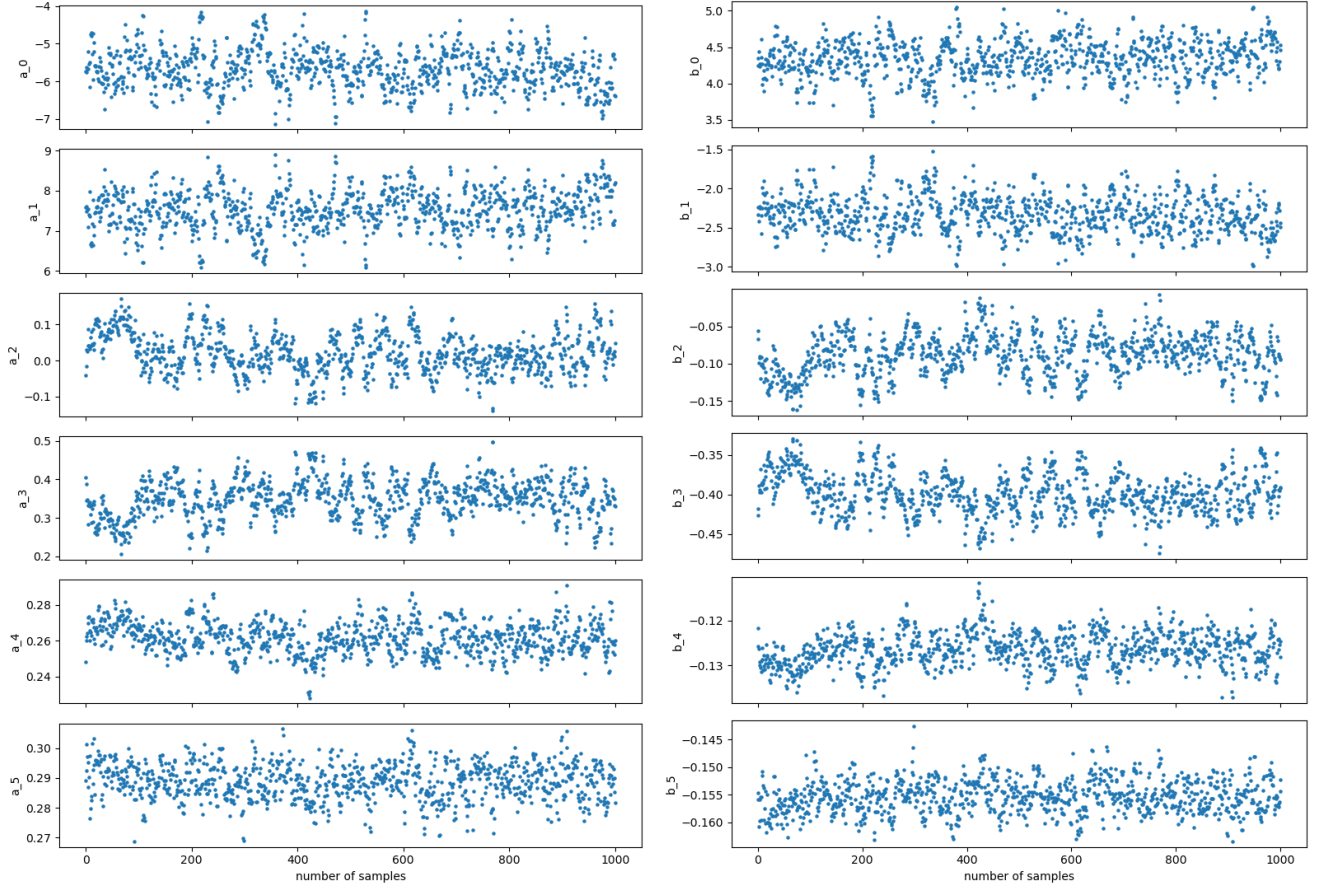 −4
−5
−6
−7
a_0
9
8
7
6
a_1
0.1
0.0
−0.1
a_2
0.5
0.4
0.3
0.2
a_3
0.28
0.26
0.24
a_4
0.30
0.29
0.28
0.27
a_5
0 200 400 600 800 1000
number of samples
5.0
4.5
4.0
3.5
b_0
−1.5
−2.0
−2.5
−3.0
b_1
−0.05
−0.10
−0.15
b_2
−0.35
−0.40
−0.45
b_3
−0.12
−0.13
b_4
−0.145
−0.150
−0.155
−0.160
b_5
0 200 400 600 800 1000
number of samples